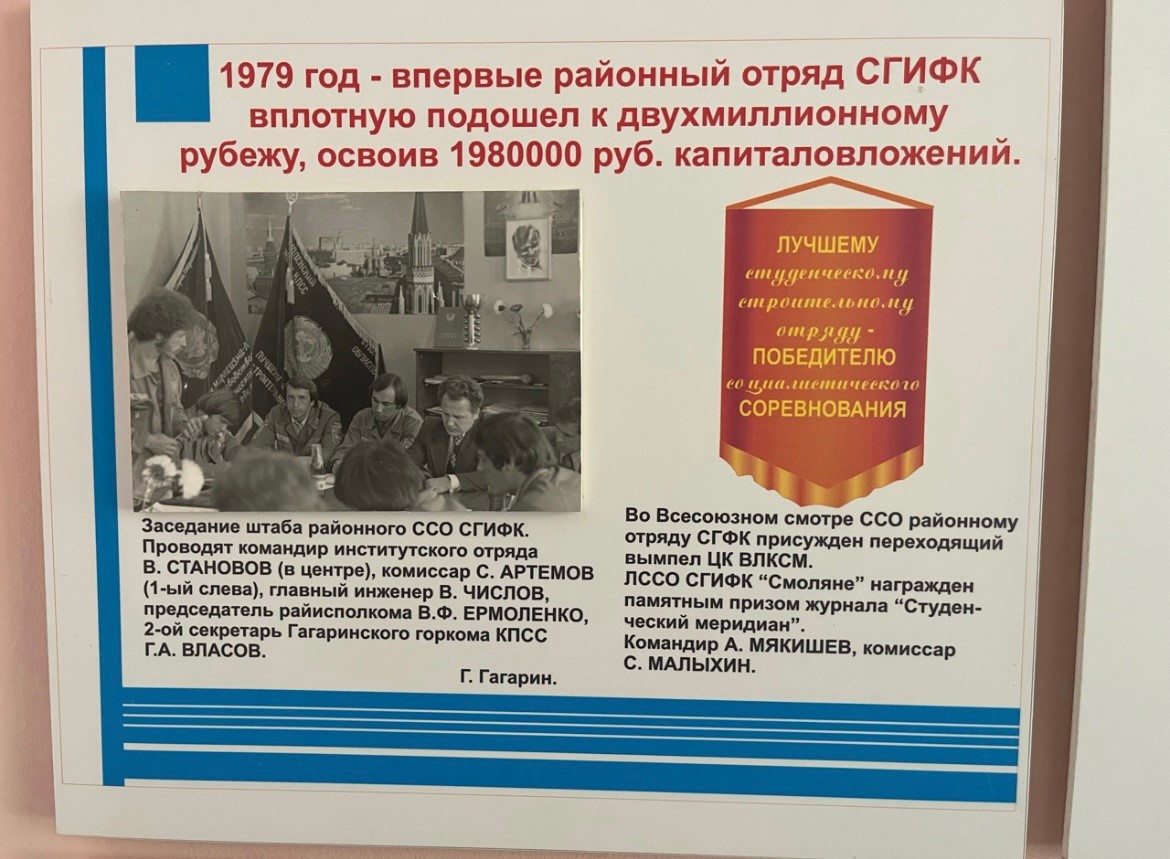 1979 год - впервые районный отряд СГИФК
вплотную подошел к двухмиллионному
рубежу, освоив 1980000 руб. капиталовложений.
КПСС
ЛУЧШЕМУ
студенческому
строительному
отряду -
ПОБЕДИТЕЛЮ
социалистического
СОРЕВНОВАНИЯ
Заседание штаба районного ССО СГИФК.
Проводят командир институтского отряда
В. СТАНОВОВ (в центре), комиссар С. АРТЕМОВ
(1-ый слева), главный инженер В. ЧИСЛОВ,
председатель райисполкома В.Ф. ЕРМОЛЕНКО,
2-ой секретарь Гагаринского горкома КПСС
Г.А. ВЛАСОВ.
Г. Гагарин.
Во Всесоюзном смотре ССО районному
отряду СГФК присужден переходящий
вымпел ЦК ВЛКСМ.
ЛССО СГИФК “Смоляне” награжден
памятным призом журнала “Студен-
ческий меридиан”.
Командир А. МЯКИШЕВ, комиссар
С. МАЛЫХИН.